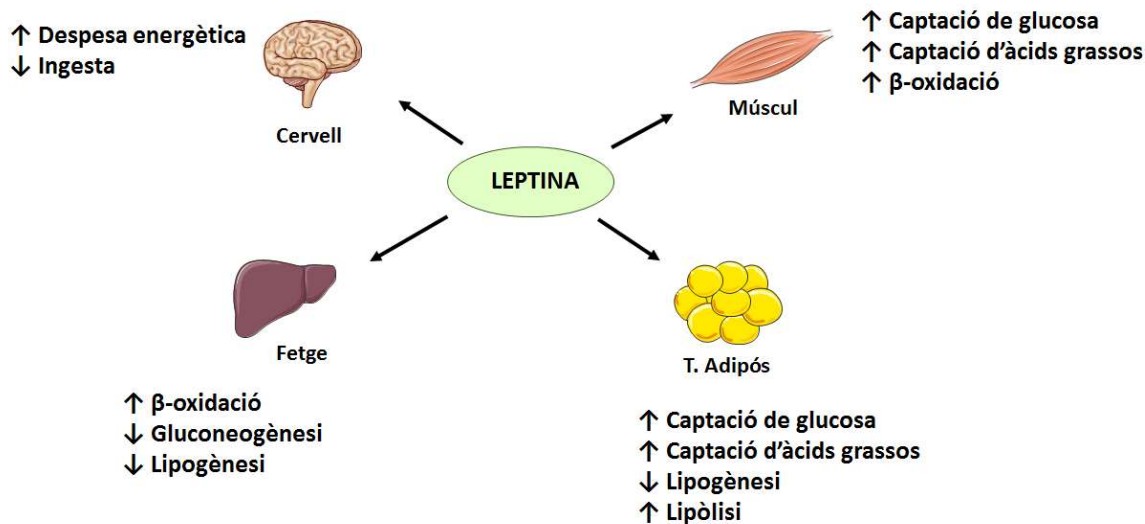 ↑ Despesa energètica
↓ Ingesta
Cervell
↑ Captació de glucosa
↑ Captació d'àcids grassos
↑ β-oxidació
Múscul
LEPTINA
Fetge
↑ β-oxidació
↓ Gluconeogènesi
↓ Lipogènesi
T. Adipós
↑ Captació de glucosa
↑ Captació d'àcids grassos
↓ Lipogènesi
↑ Lipòlisi